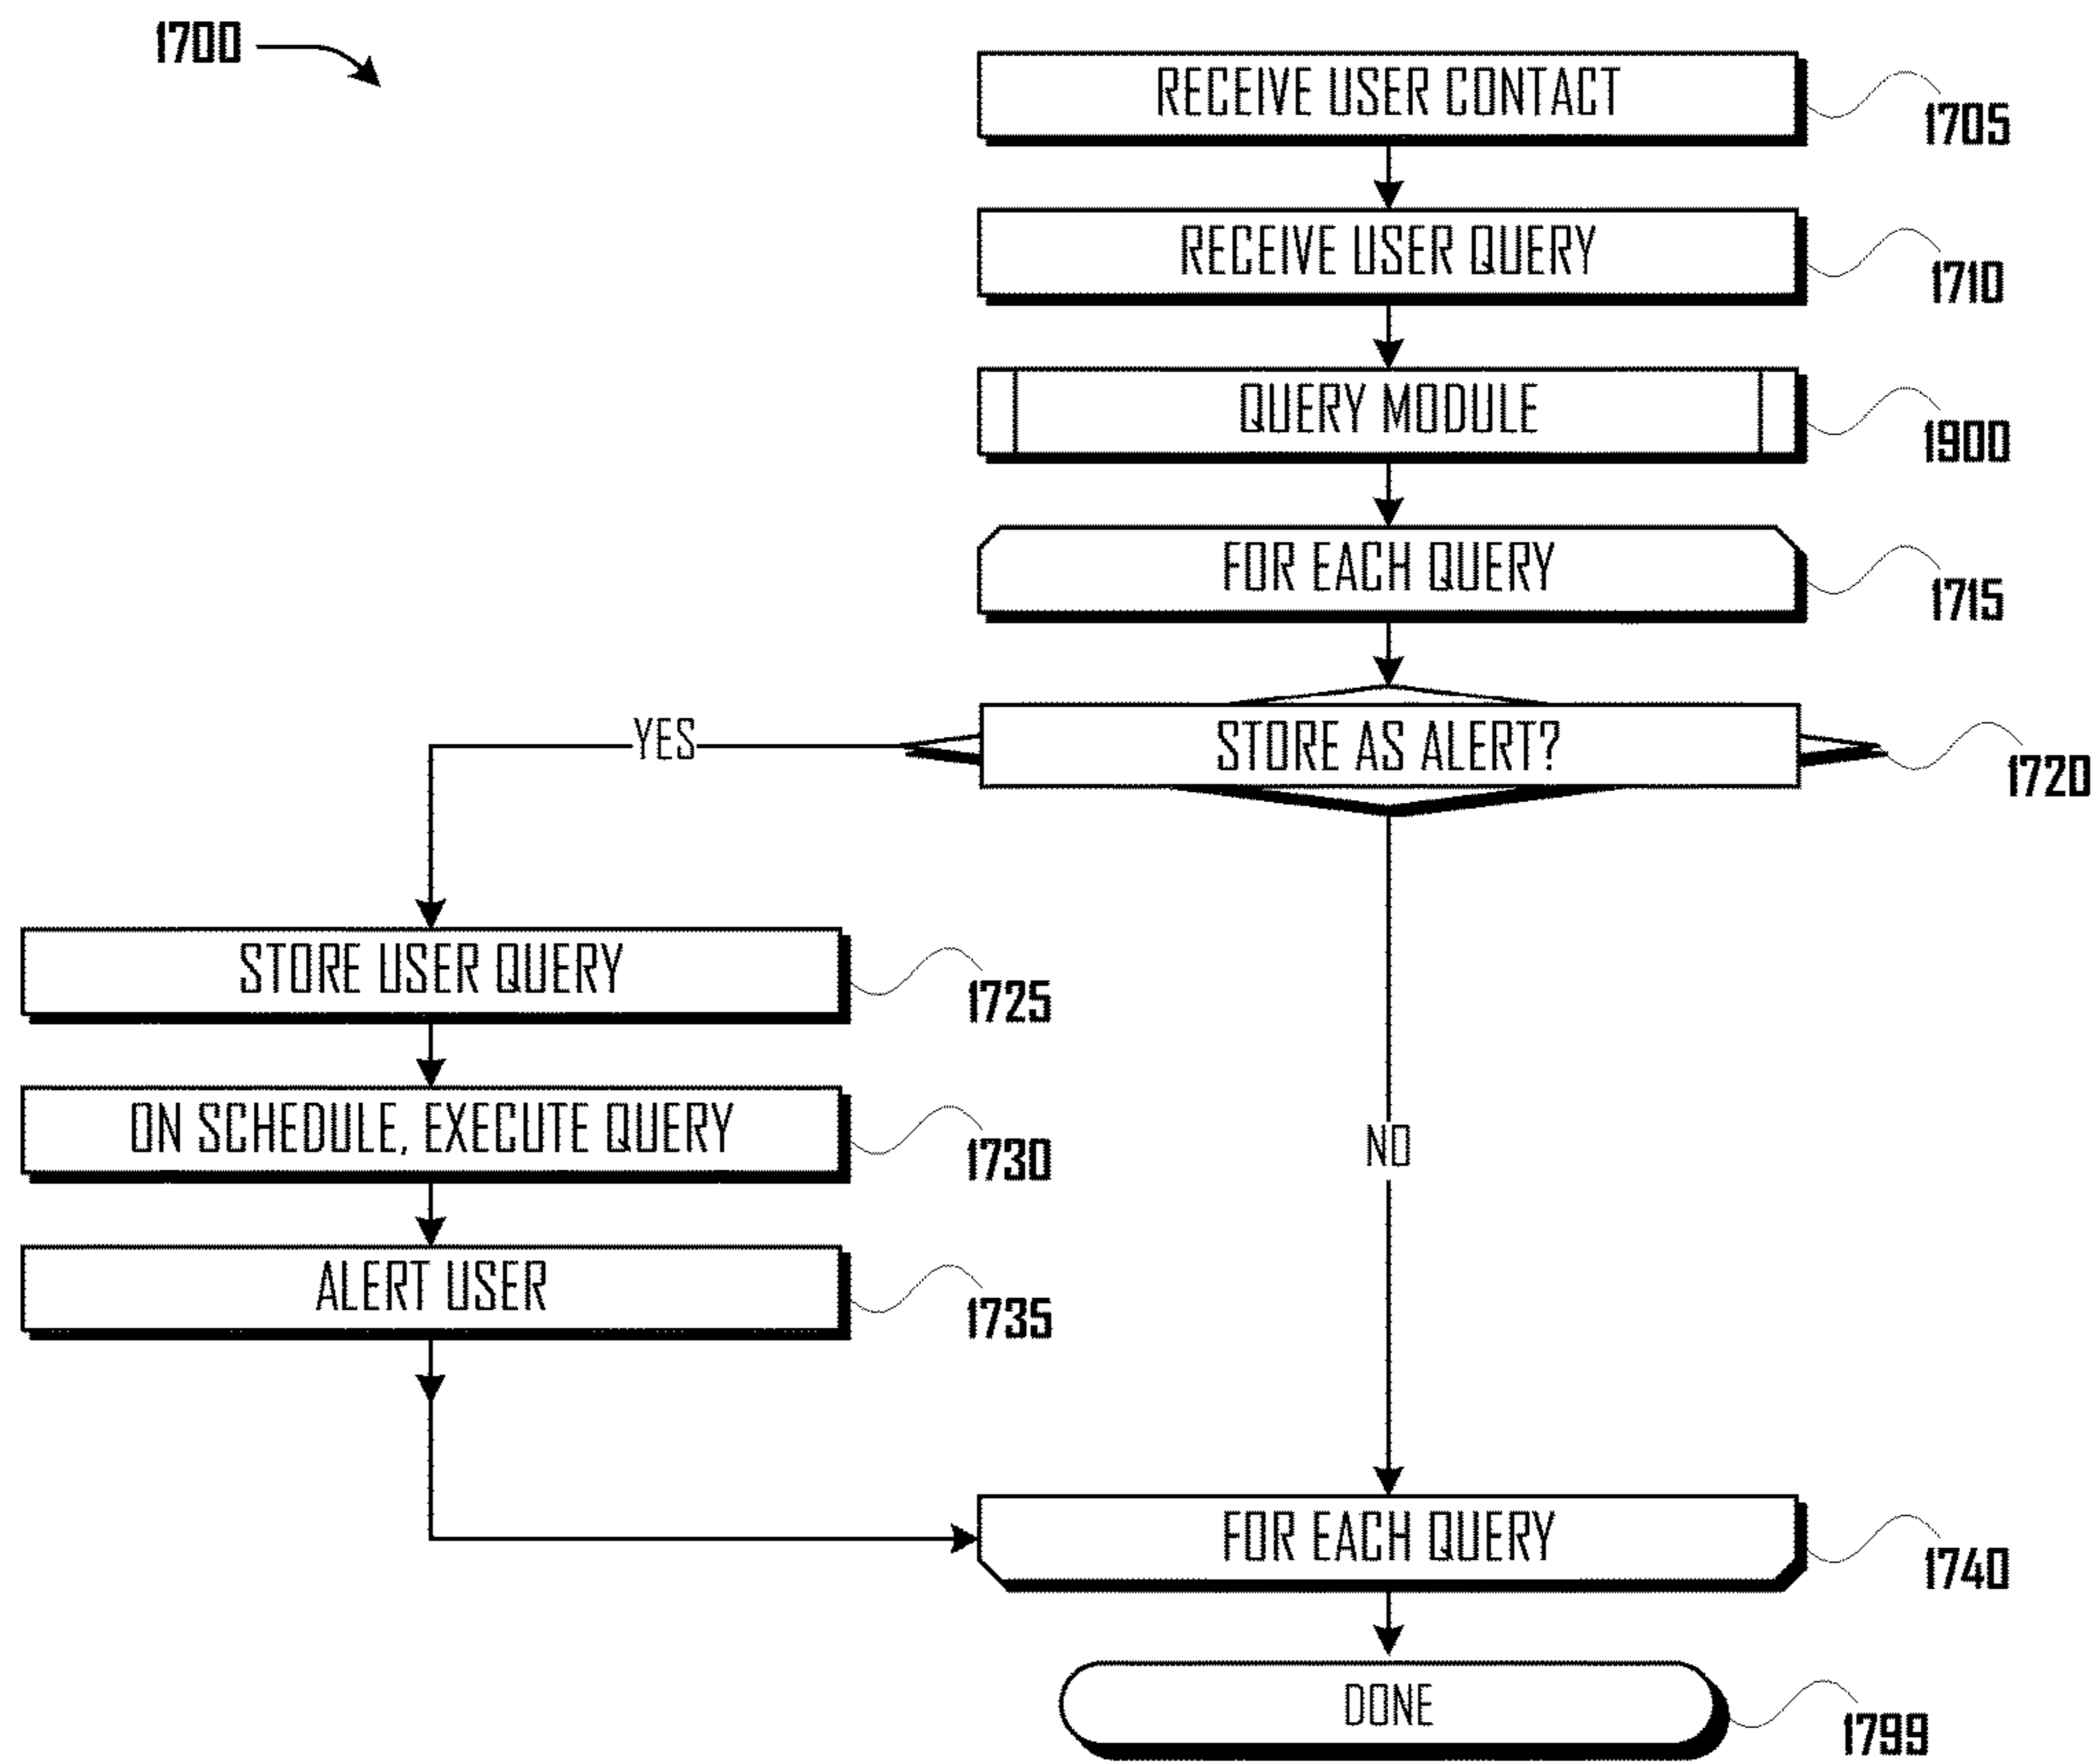 1700
RECEIVE USER CONTACT
1705
RECEIVE USER QUERY
1710
QUERY MODULE
1900
FOR EACH QUERY
1715
STORE AS ALERT?
1720
YES
STORE USER QUERY
1725
ON SCHEDULE, EXECUTE QUERY
1730
NO
ALERT USER
1735
FOR EACH QUERY
1740
DONE
1799